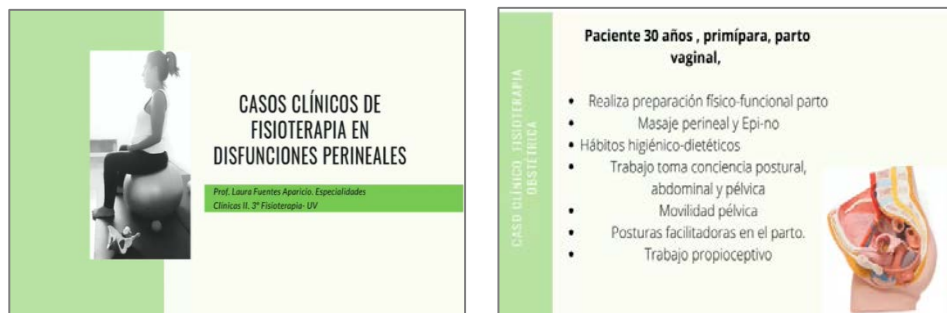 CASOS CLÍNICOS DE
FISIOTERAPIA EN
DISFUNCIONES PERINEALES
Prof. Laura Fuentes Aparicio. Especialidades
Clínicas II. 3º Fisioterapia- UV
CASO CLÍNICO FISIOTERAPIA
OBSTÉTRICA
Paciente 30 años , primípara, parto
vaginal,
• Realiza preparación físico-funcional parto
• Masaje perineal y Epi-no
• Hábitos higiénico-dietéticos
• Trabajo toma conciencia postural,
abdominal y pélvica
• Movilidad pélvica
• Posturas facilitadoras en el parto.
• Trabajo propioceptivo